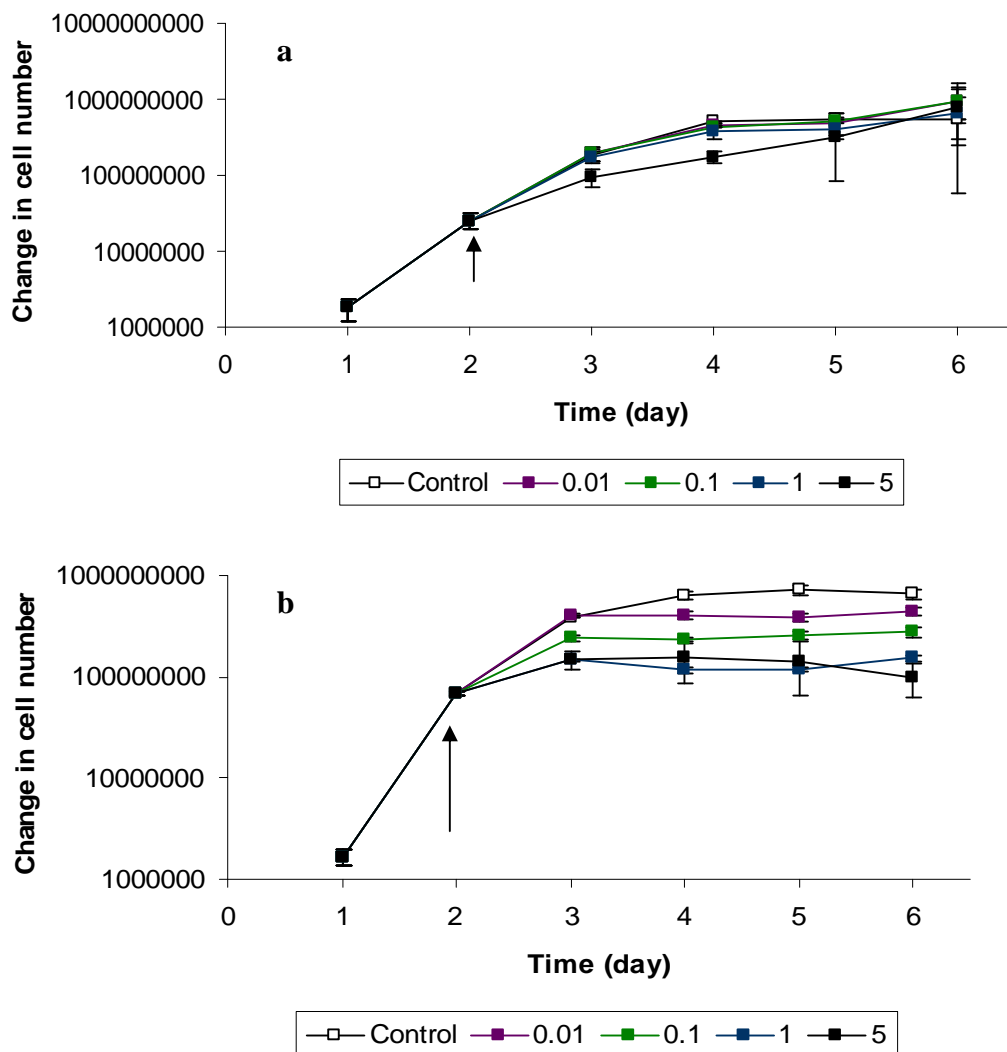 a
Change in cell number
10000000000
1000000000
100000000
10000000
1000000
0 1 2 3 4 5 6
Time (day)
Control 0.01 0.1 1 5
b
Change in cell number
1000000000
100000000
10000000
1000000
0 1 2 3 4 5 6
Time (day)
Control 0.01 0.1 1 5